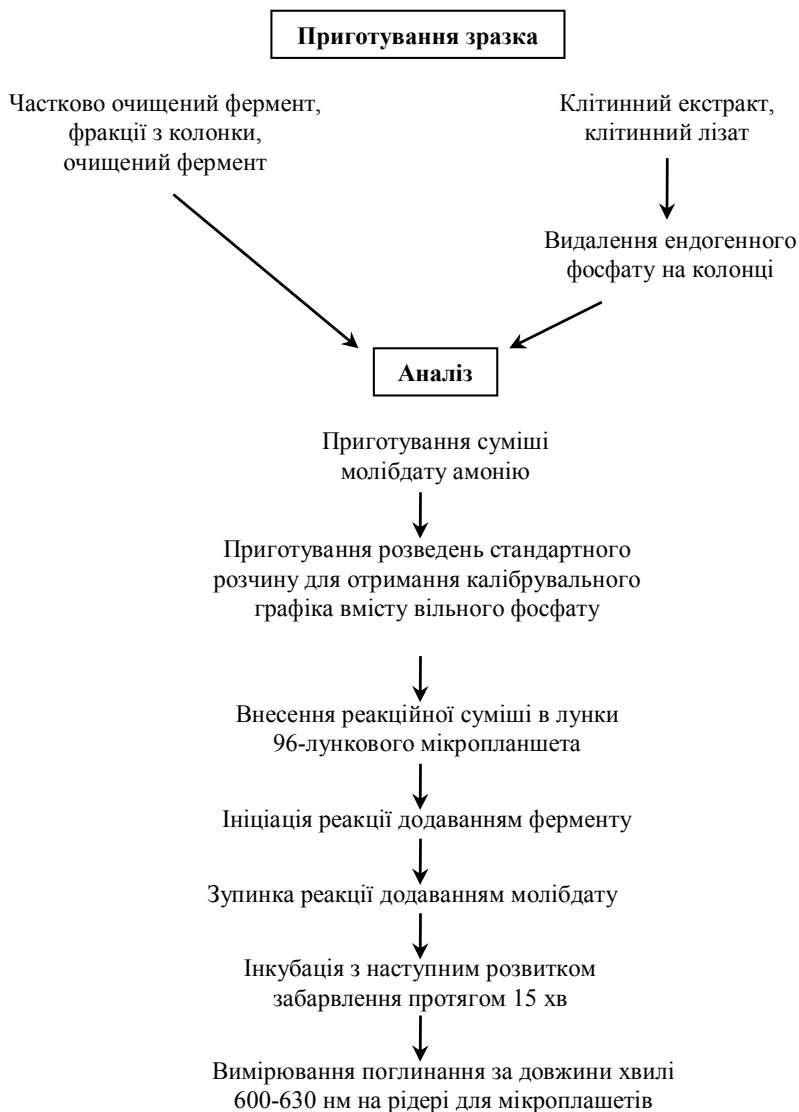 Приготування зразка
Частково очищений фермент,
фракції з колонки,
очищений фермент
Клітинний екстракт,
клітинний лізат
Видалення ендогенного
фосфату на колонці
Аналіз
Приготування суміші
молібдату амонію
Приготування розведень стандартного
розчину для отримання калібрувального
графіка вмісту вільного фосфату
Внесення реакційної суміші в лунки
96-лункового мікропланшета
Ініціація реакції додаванням ферменту
Зупинка реакції додаванням молібдату
Інкубація з наступним розвитком
забарвлення протягом 15 хв
Вимірювання поглинання за довжини хвилі
600-630 нм на рідері для мікроплашетів